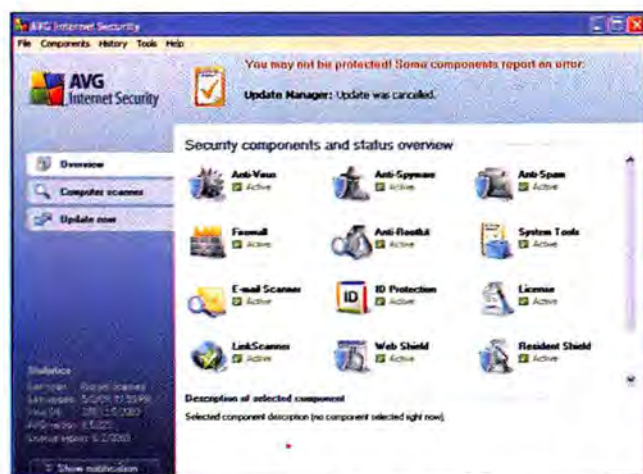 AVG Internet Security
File Components History Tools Help
You may not be protected! Some components report an error.
AVG
Internet Security
Update Manager: Update was cancelled.
Security components and status overview
Overview
Computer scanner
Update now
Anti-Virus
Active
Anti-Spyware
Active
Anti-Spam
Active
Firewall
Active
Anti-Rootkit
Active
System Tools
Active
E-mail Scanner
Active
ID Protection
Active
License
Active
LinkScanner
Active
Web Shield
Active
Resident Shield
Active
Statistics
Description of selected component
Selected component description (no component selected right now).
Show notification